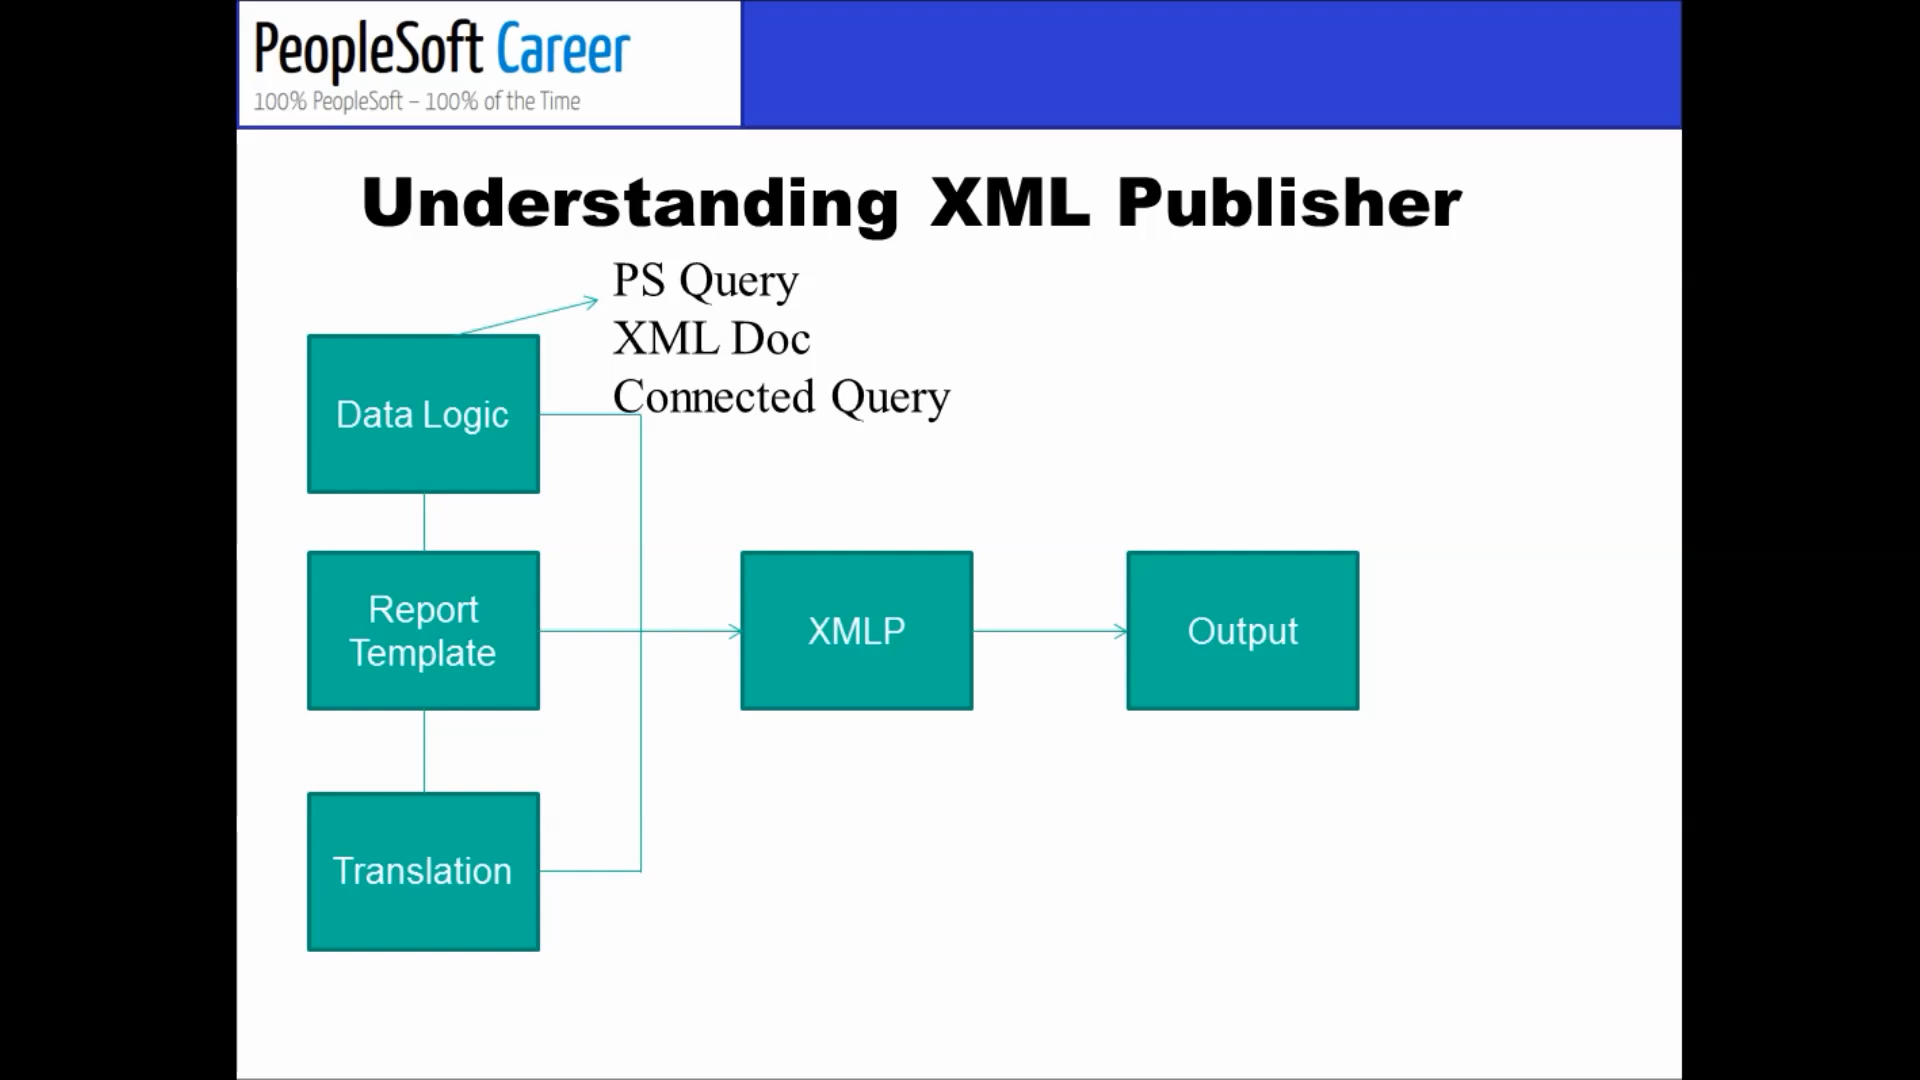 PeopleSoft Career
100% PeopleSoft – 100% of the Time
Understanding XML Publisher
PS Query
XML Doc
Connected Query
Data Logic
Report
Template
XMLP
Output
Translation